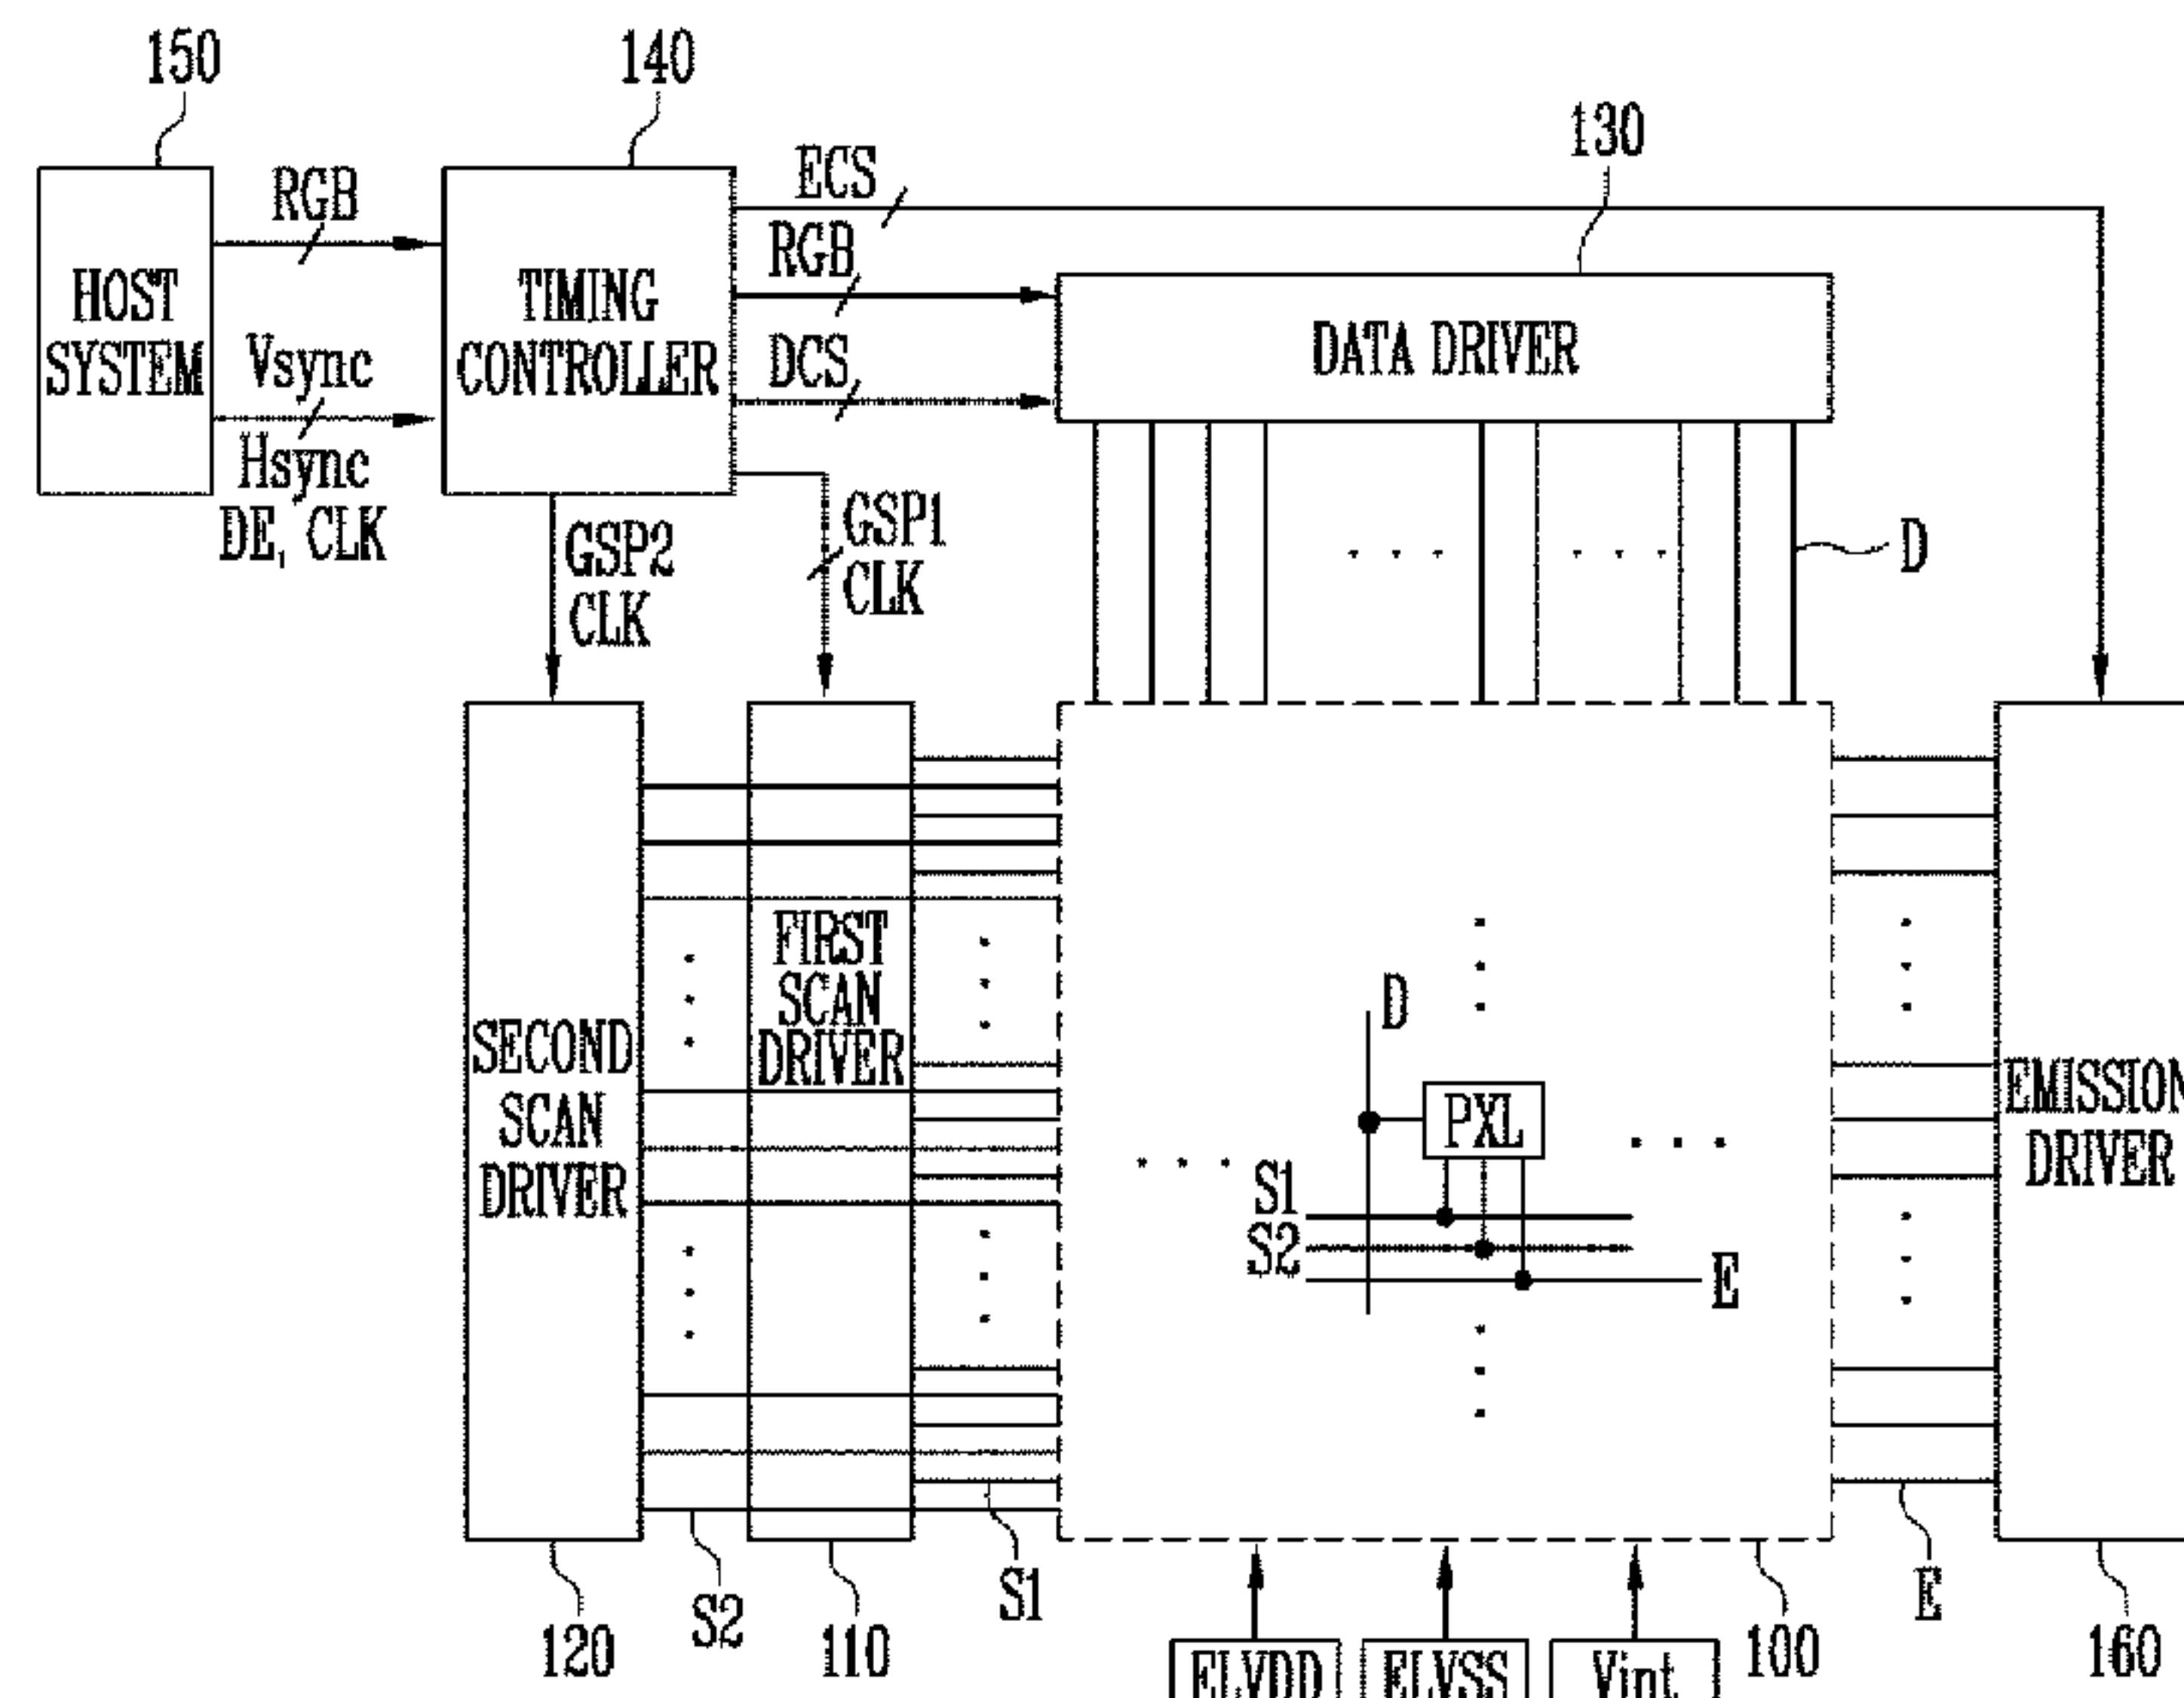 150
140
130
ECS
RGB
RGB
HOST
SYSTEM
TIMING
CONTROLLER
DATA DRIVER
Vsync
DCS
Hsync
DE, CLK
GSP2
CLK
GSP1
CLK
D
FIRST
SCAN
DRIVER
SECOND
SCAN
DRIVER
D
PXL
S1
S2
E
EMISSION
DRIVER
S2
S1
E
120
110
100
160
ELVDD
ELVSS
Vint